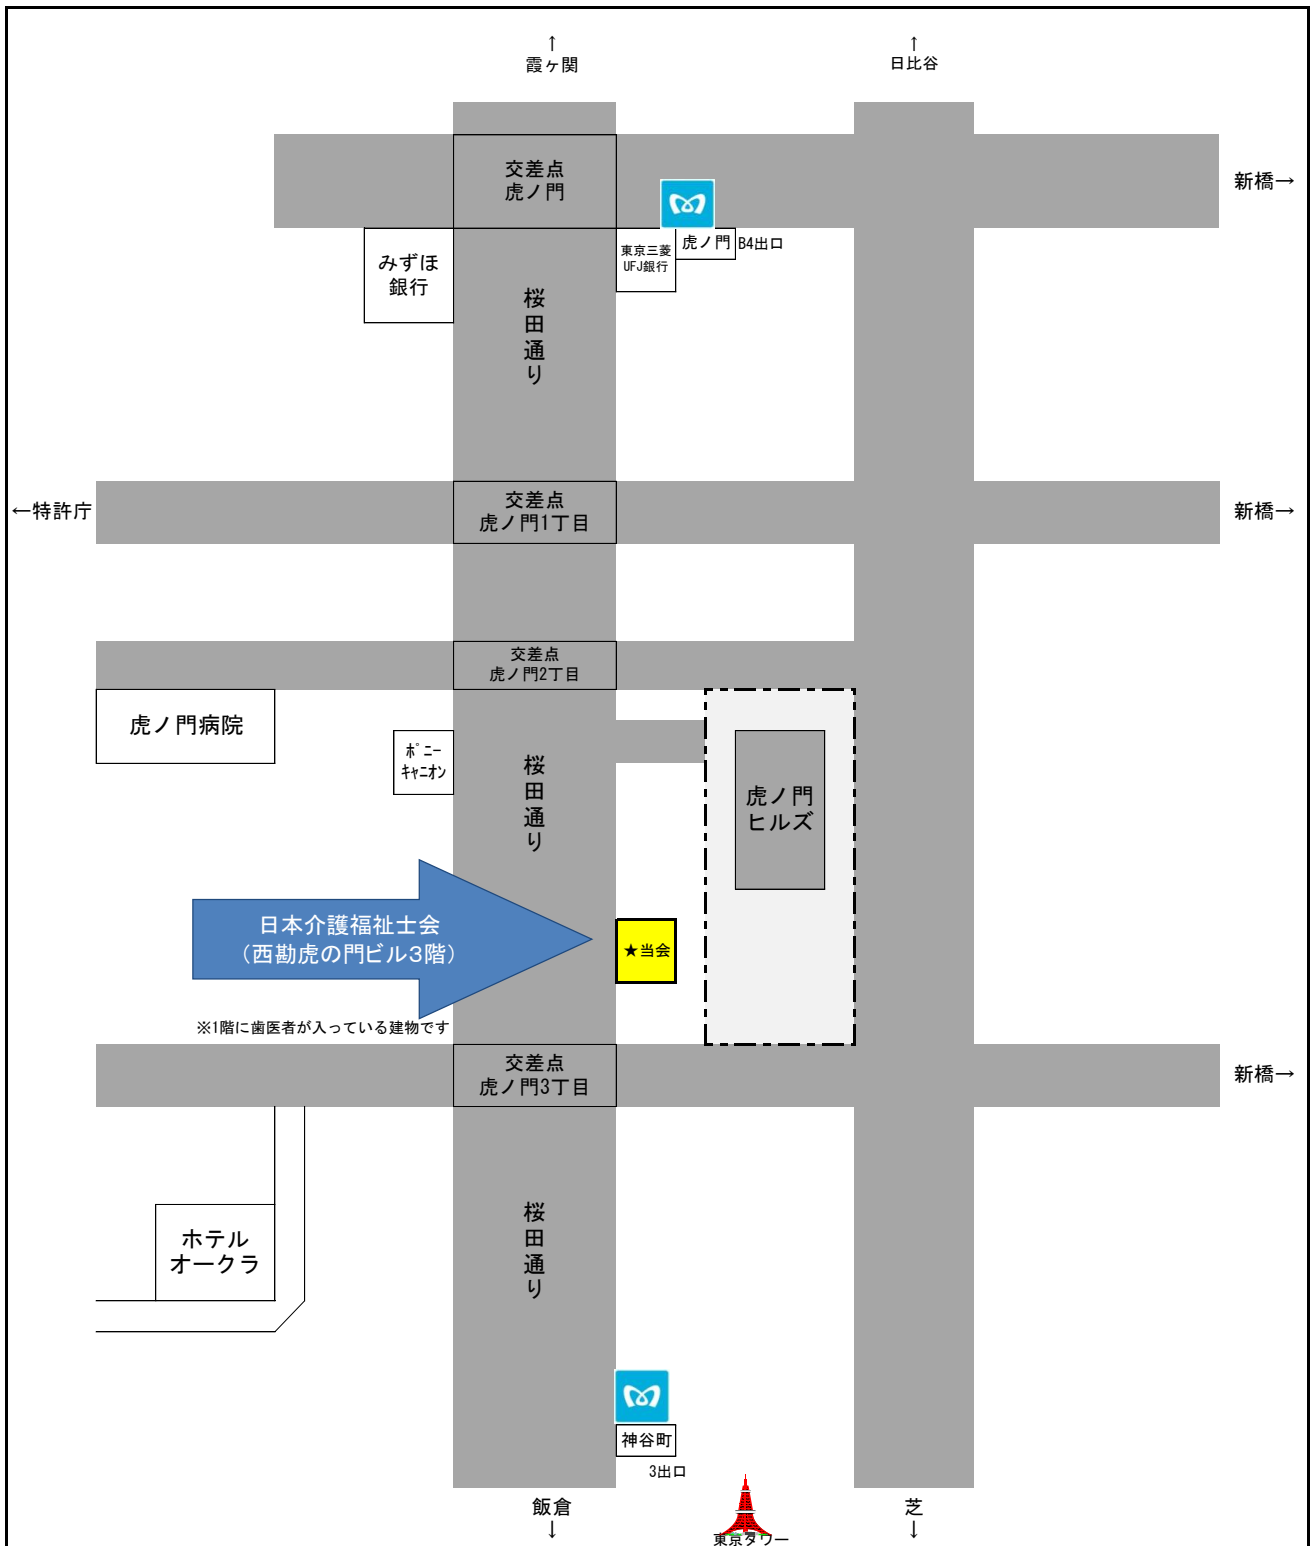 ↑
霞ヶ関
↑
日比谷
交差点
虎ノ門
新橋→
みずほ
銀行
東京三菱
UFJ銀行
虎ノ門
B4出口
桜田通り
←特許庁
交差点
虎ノ門1丁目
新橋→
交差点
虎ノ門2丁目
虎ノ門病院
ﾎﾟﾆｰ
ｷｬﾆｵﾝ
桜田通り
虎ノ門
ヒルズ
日本介護福祉士会
（西勘虎の門ビル3階）
★当会
※1階に歯医者が入っている建物です
交差点
虎ノ門3丁目
新橋→
桜田通り
ホテル
オークラ
神谷町
3出口
飯倉
↓
東京タワー
芝
↓